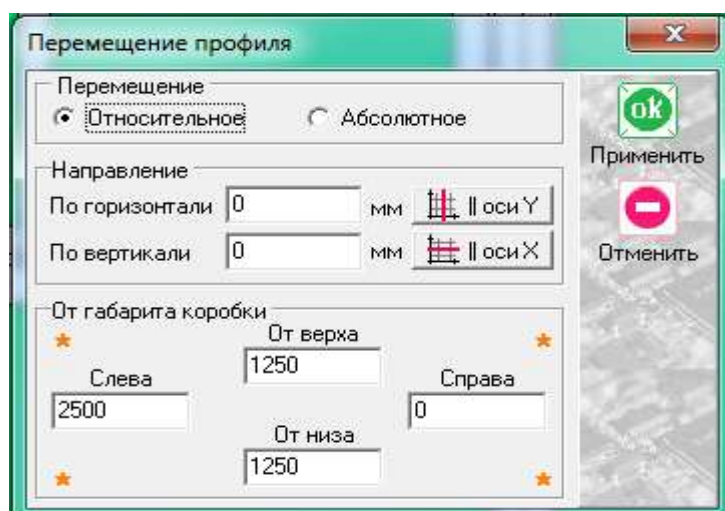 Перемещение профиля
Перемещение
Относительное Абсолютное
ok
Применить
Направление
По горизонтали 0 мм || оси Y
По вертикали 0 мм || оси X
Отменить
От габарита коробки
От верха
1250
Слева Справа
2500 0
От низа
1250